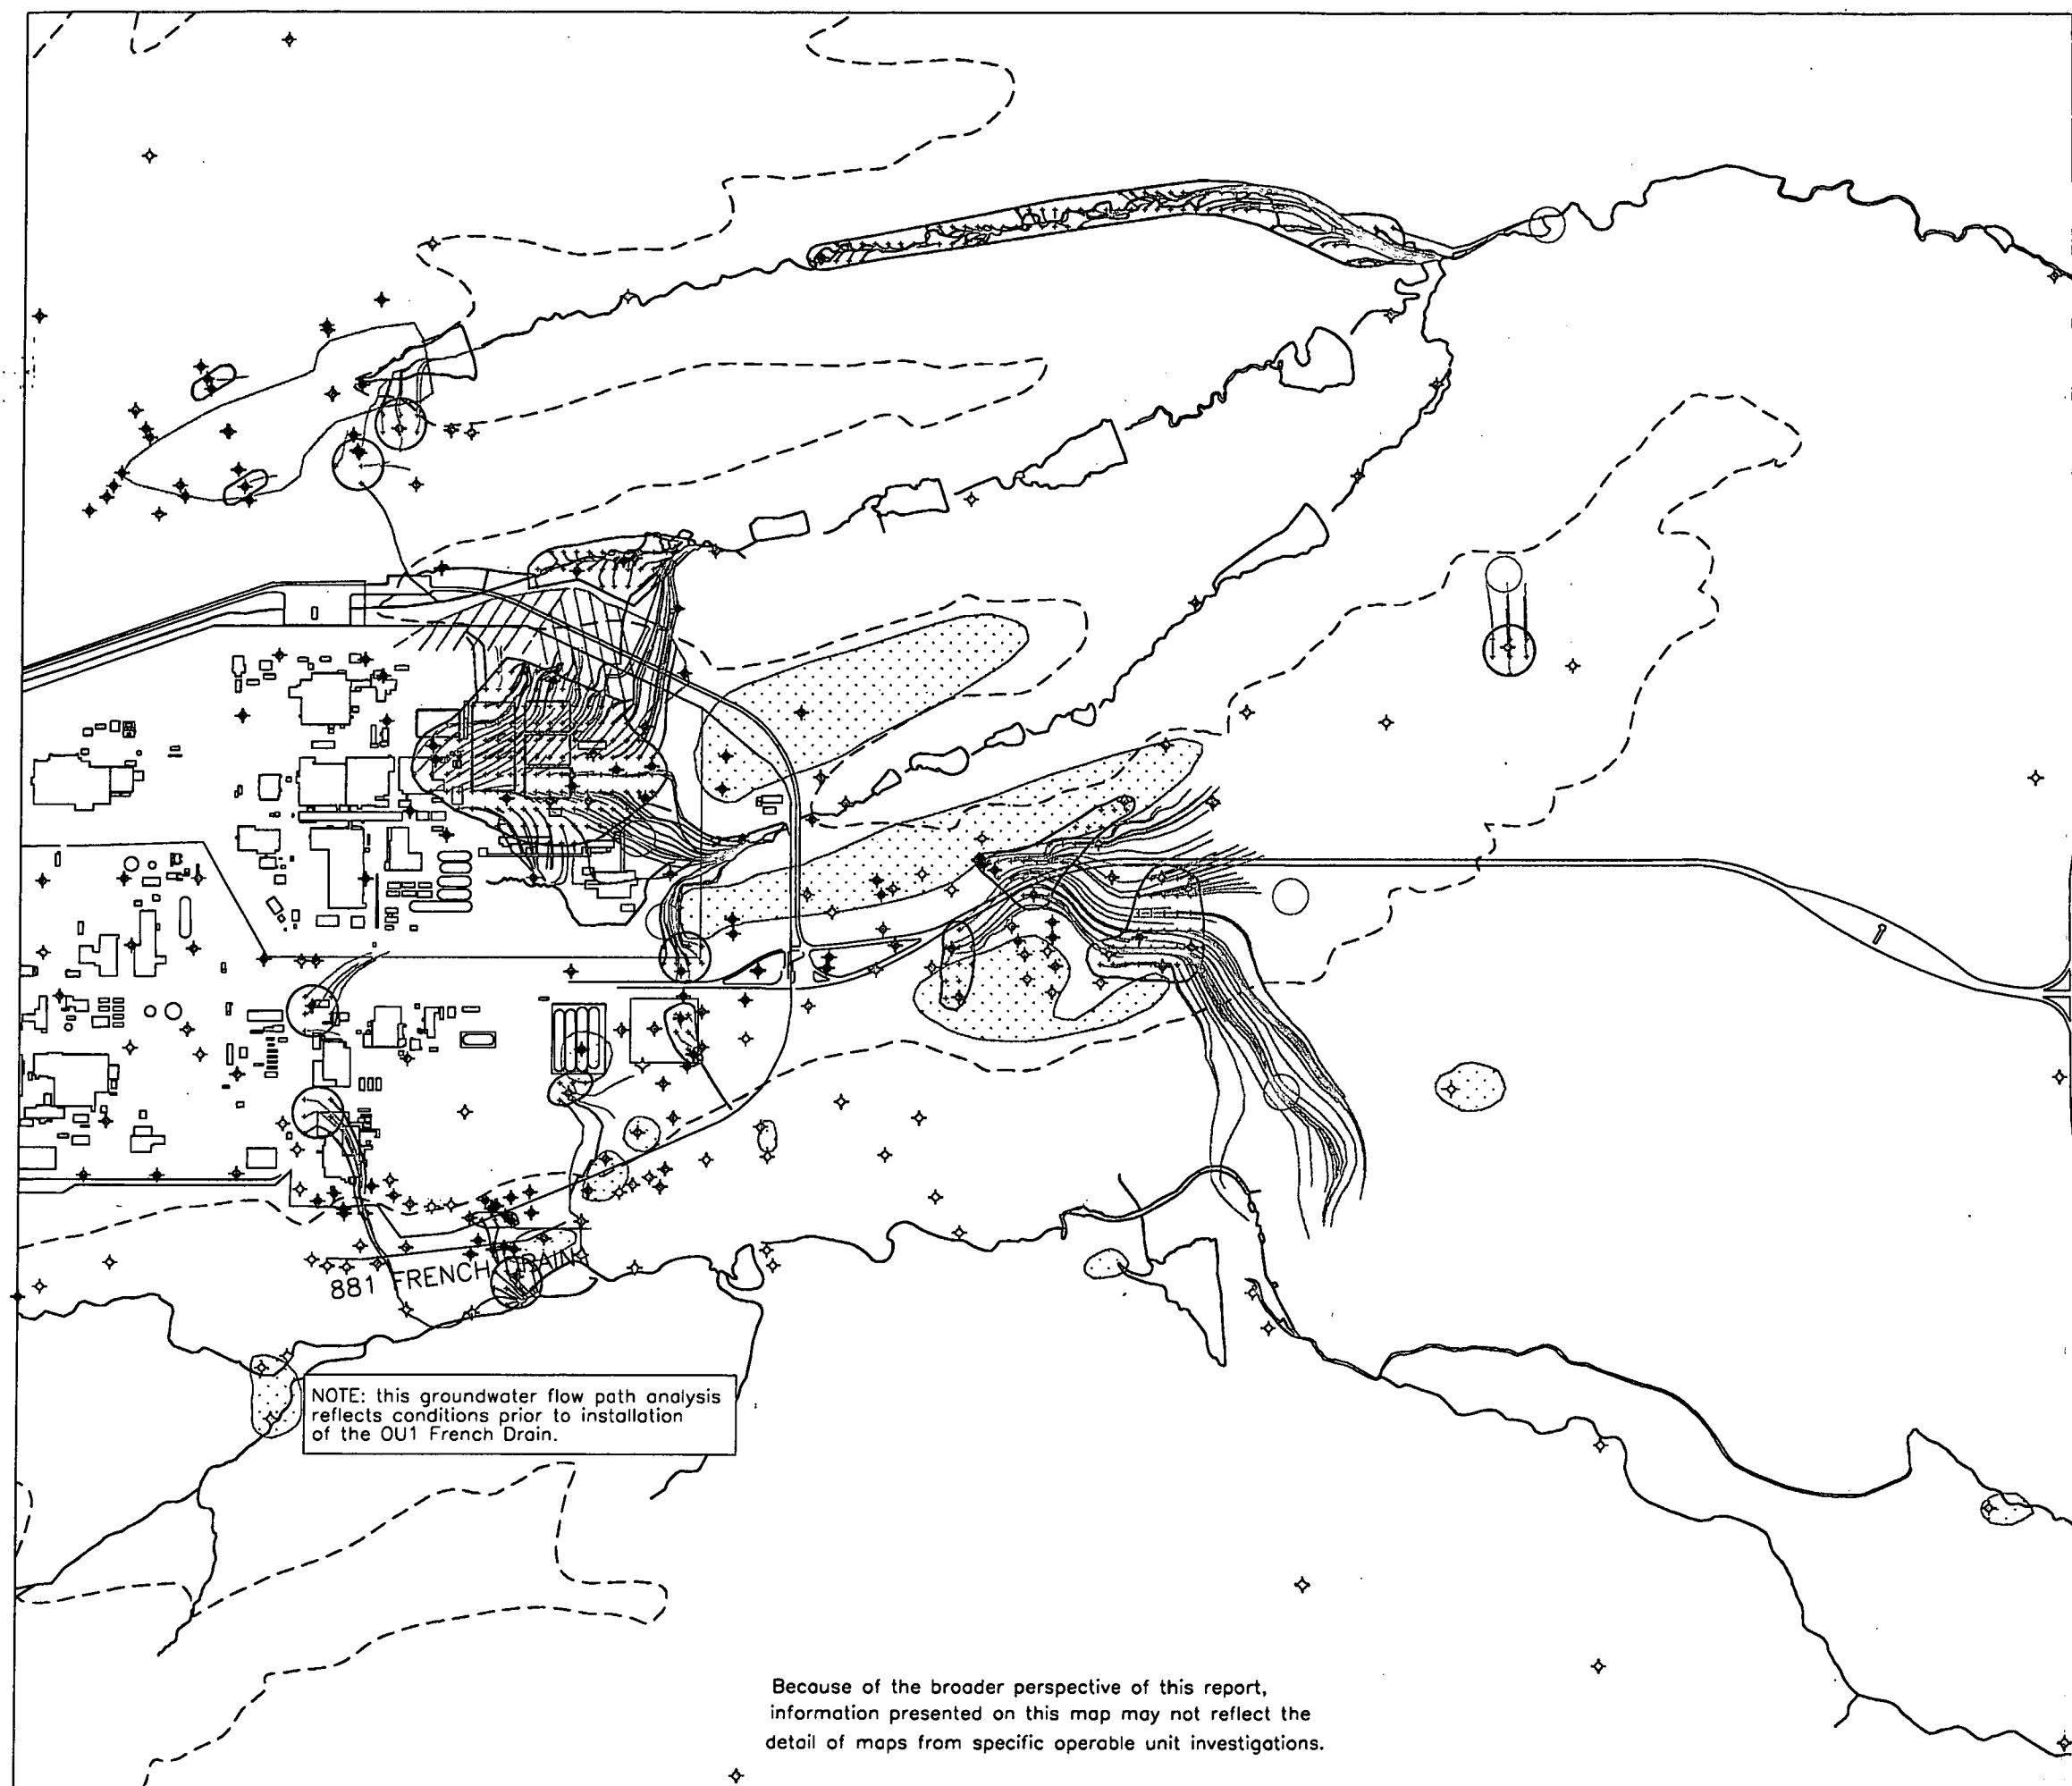 881 FRENCH DRAIN
NOTE: this groundwater flow path analysis
reflects conditions prior to installation
of the OU1 French Drain.
Because of the broader perspective of this report,
information presented on this map may not reflect the
detail of maps from specific operable unit investigations.